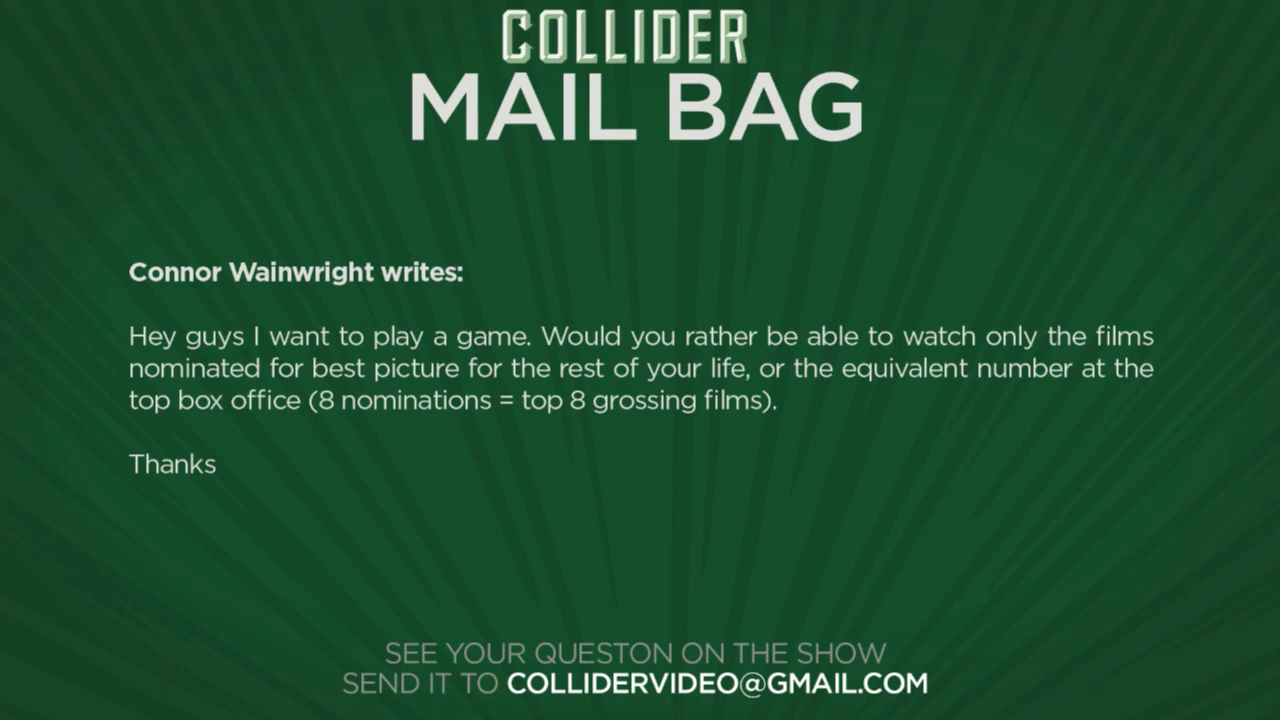 COLLIDER
MAIL BAG
Connor Wainwright writes:
Hey guys I want to play a game. Would you rather be able to watch only the films
nominated for best picture for the rest of your life, or the equivalent number at the
top box office (8 nominations = top 8 grossing films).
Thanks
SEE YOUR QUESTON ON THE SHOW
SEND IT TO COLLIDERVIDEO@GMAIL.COM